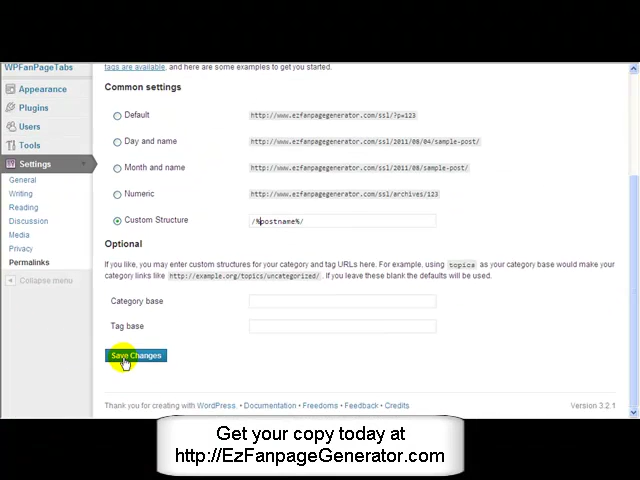 WPFanPageTabs
Appearance
Plugins
Users
Tools
Settings
General
Writing
Reading
Discussion
Media
Privacy
Permalinks
Collapse menu
tags are available, and here are some examples to get you started.
Common settings
Default http://www.ezfanpagegenerator.com/ssl/?p=123
Day and name http://www.ezfanpagegenerator.com/ssl/2011/08/04/sample-post/
Month and name http://www.ezfanpagegenerator.com/ssl/2011/08/sample-post/
Numeric http://www.ezfanpagegenerator.com/ssl/archives/123
Custom Structure /%postname%/
Optional
If you like, you may enter custom structures for your category and tag URLs here. For example, using topics as your category base would make your
category links like http://example.org/topics/uncategorized/ . If you leave these blank the defaults will be used.
Category base
Tag base
Save Changes
Thank you for creating with WordPress. • Documentation • Freedoms • Feedback • Credits Version 3.2.1
Get your copy today at
http://EzFanpageGenerator.com